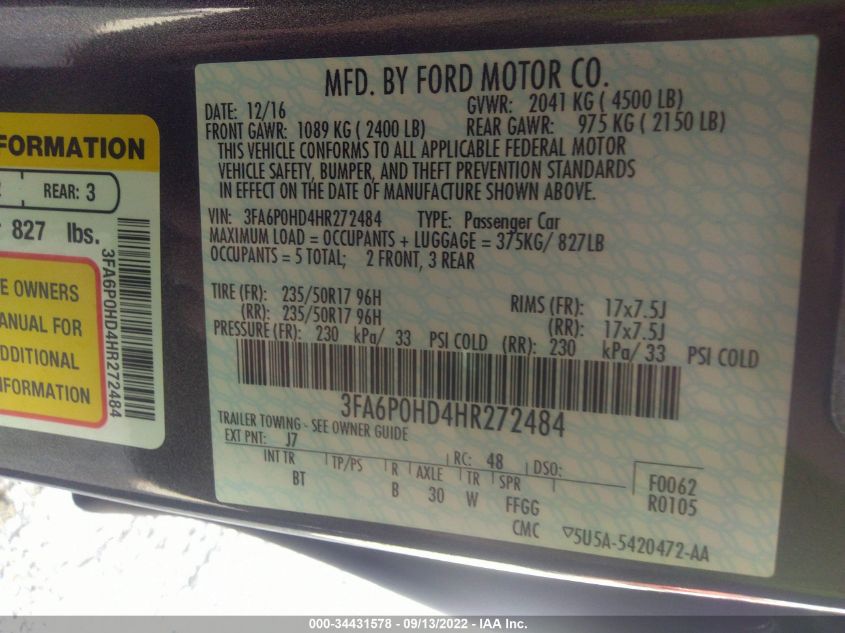 MFD. BY FORD MOTOR CO.
DATE: 12/16 GVWR: 2041 KG ( 4500 LB)
FRONT GAWR: 1089 KG ( 2400 LB) REAR GAWR: 975 KG ( 2150 LB)
THIS VEHICLE CONFORMS TO ALL APPLICABLE FEDERAL MOTOR
VEHICLE SAFETY, BUMPER, AND THEFT PREVENTION STANDARDS
IN EFFECT ON THE DATE OF MANUFACTURE SHOWN ABOVE.
VIN: 3FA6P0HD4HR272484 TYPE: Passenger Car
MAXIMUM LOAD = OCCUPANTS + LUGGAGE = 375KG/ 827LB
OCCUPANTS = 5 TOTAL; 2 FRONT, 3 REAR
TIRE (FR): 235/50R17 96H RIMS (FR): 17x7.5J
(RR): 235/50R17 96H (RR): 17x7.5J
PRESSURE (FR): 230 kPa/ 33 PSI COLD (RR): 230 kPa/ 33 PSI COLD
3FA6P0HD4HR272484
TRAILER TOWING - SEE OWNER GUIDE
EXT PNT: J7 RC: 48 DSO: F0062
INT TR TP/PS R AXLE TR SPR R0105
BT B 30 W FFGG
CMC ▽5U5A-5420472-AA
FORMATION
REAR: 3
827 lbs.
3FA6P0HD4HR272484
E OWNERS
ANUAL FOR
DDITIONAL
NFORMATION
000-34431578 - 09/13/2022 - IAA Inc.